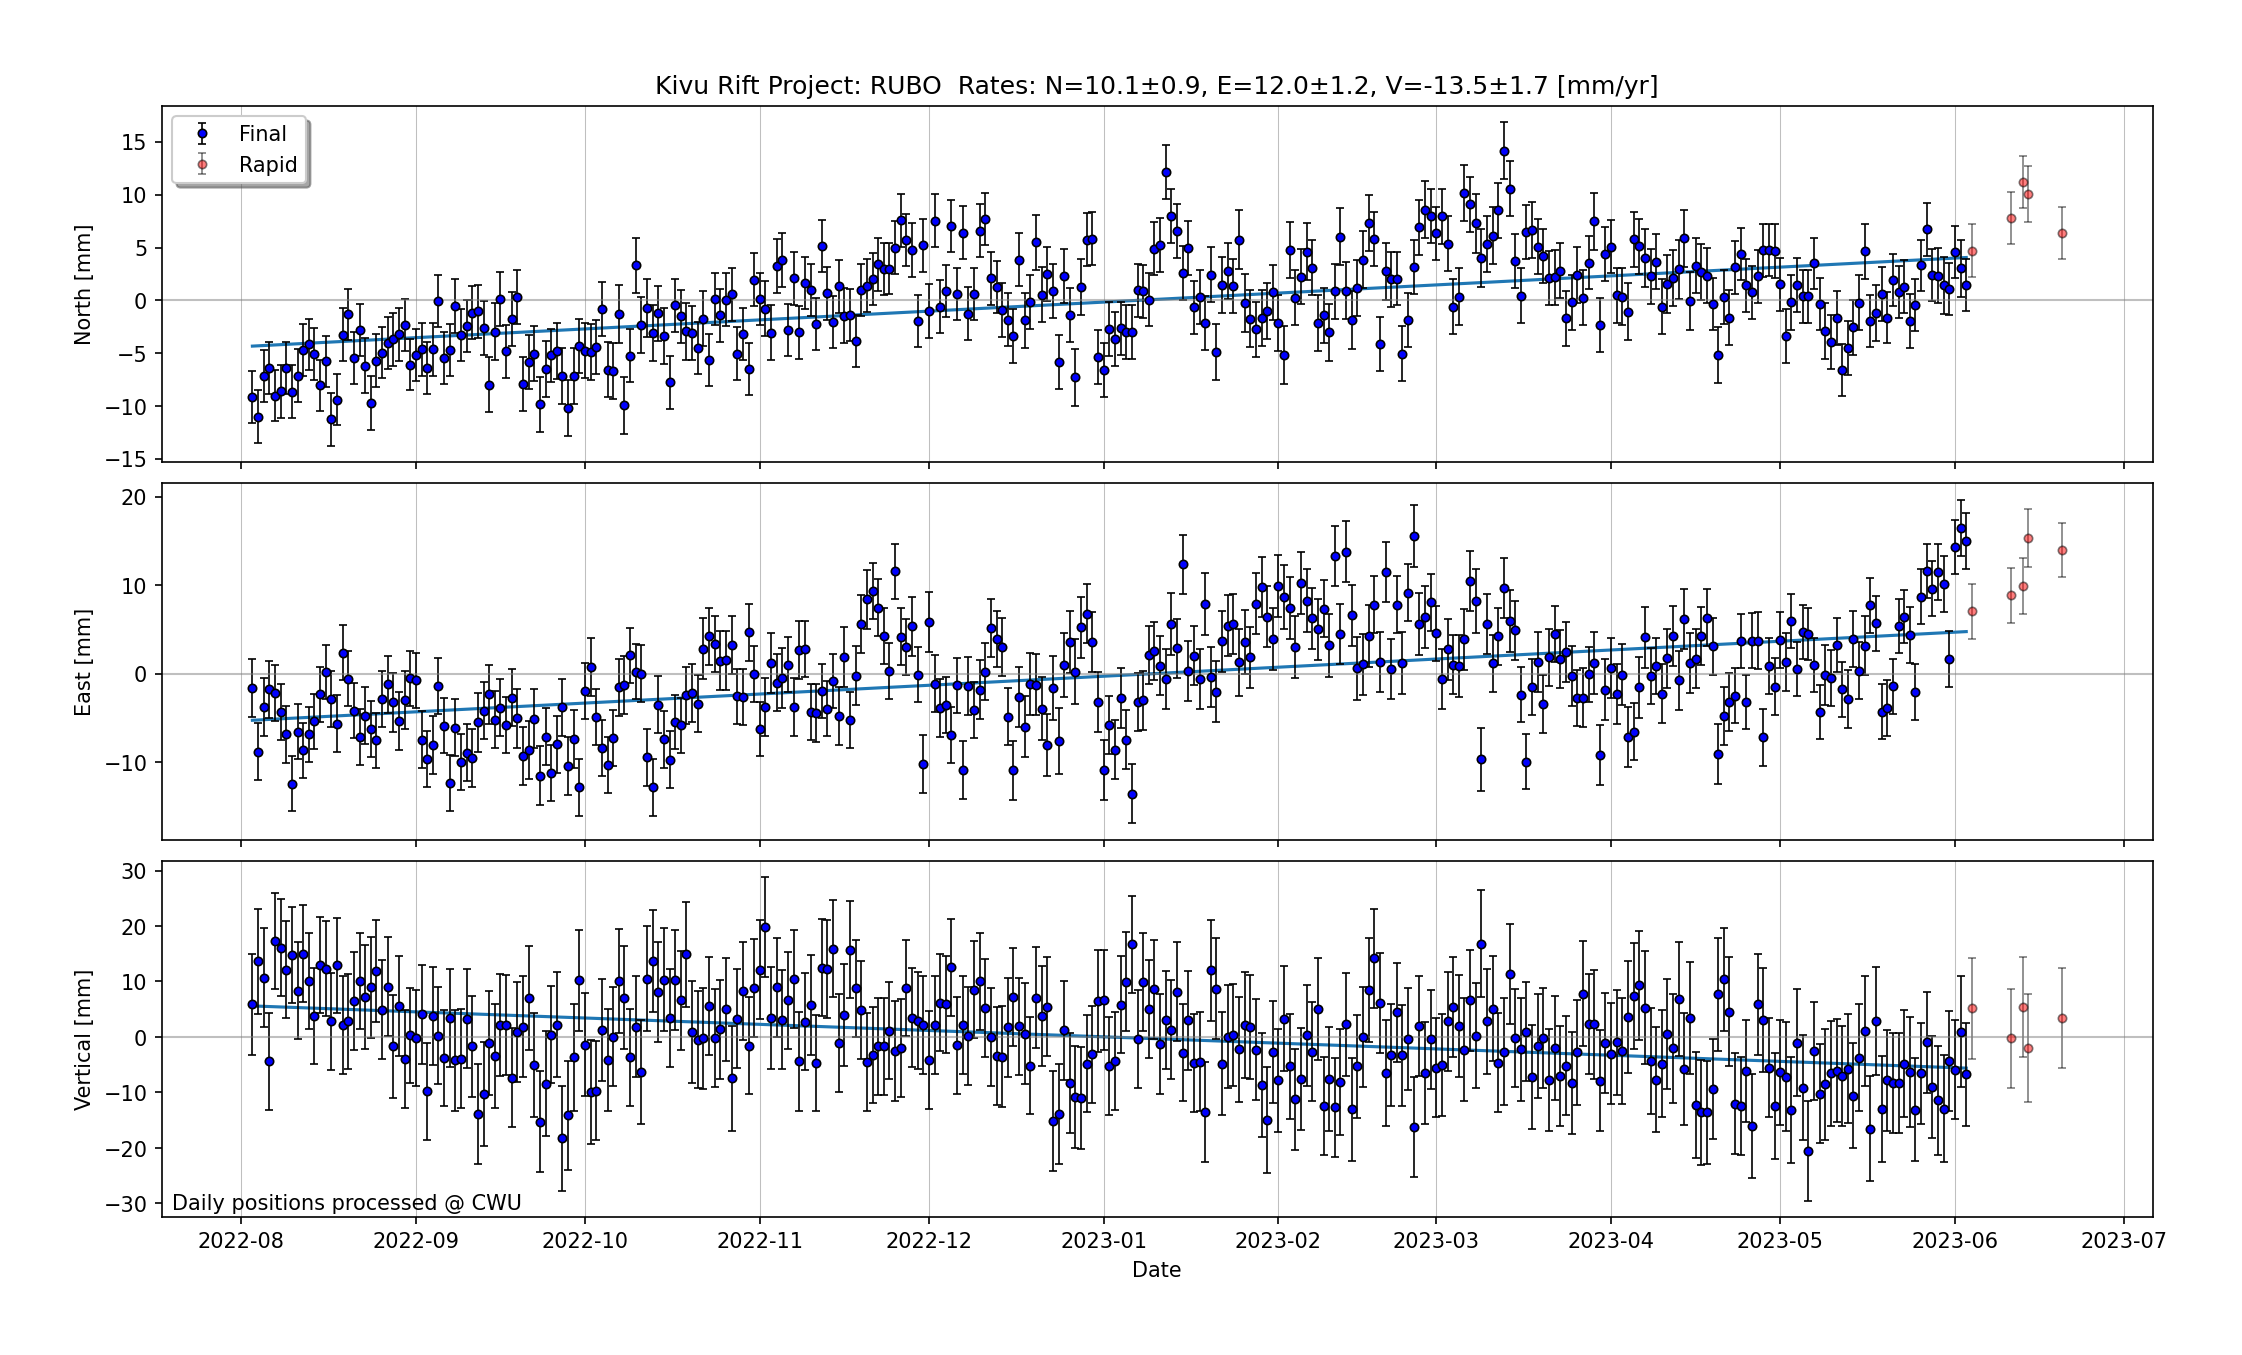 Kivu Rift Project: RUBO  Rates: N=10.1±0.9, E=12.0±1.2, V=-13.5±1.7 [mm/yr]
Final
Rapid
North [mm]
15
10
5
0
−5
−10
−15
East [mm]
20
10
0
−10
Vertical [mm]
30
20
10
0
−10
−20
−30
Daily positions processed @ CWU
2022-08 2022-09 2022-10 2022-11 2022-12 2023-01 2023-02 2023-03 2023-04 2023-05 2023-06 2023-07
Date